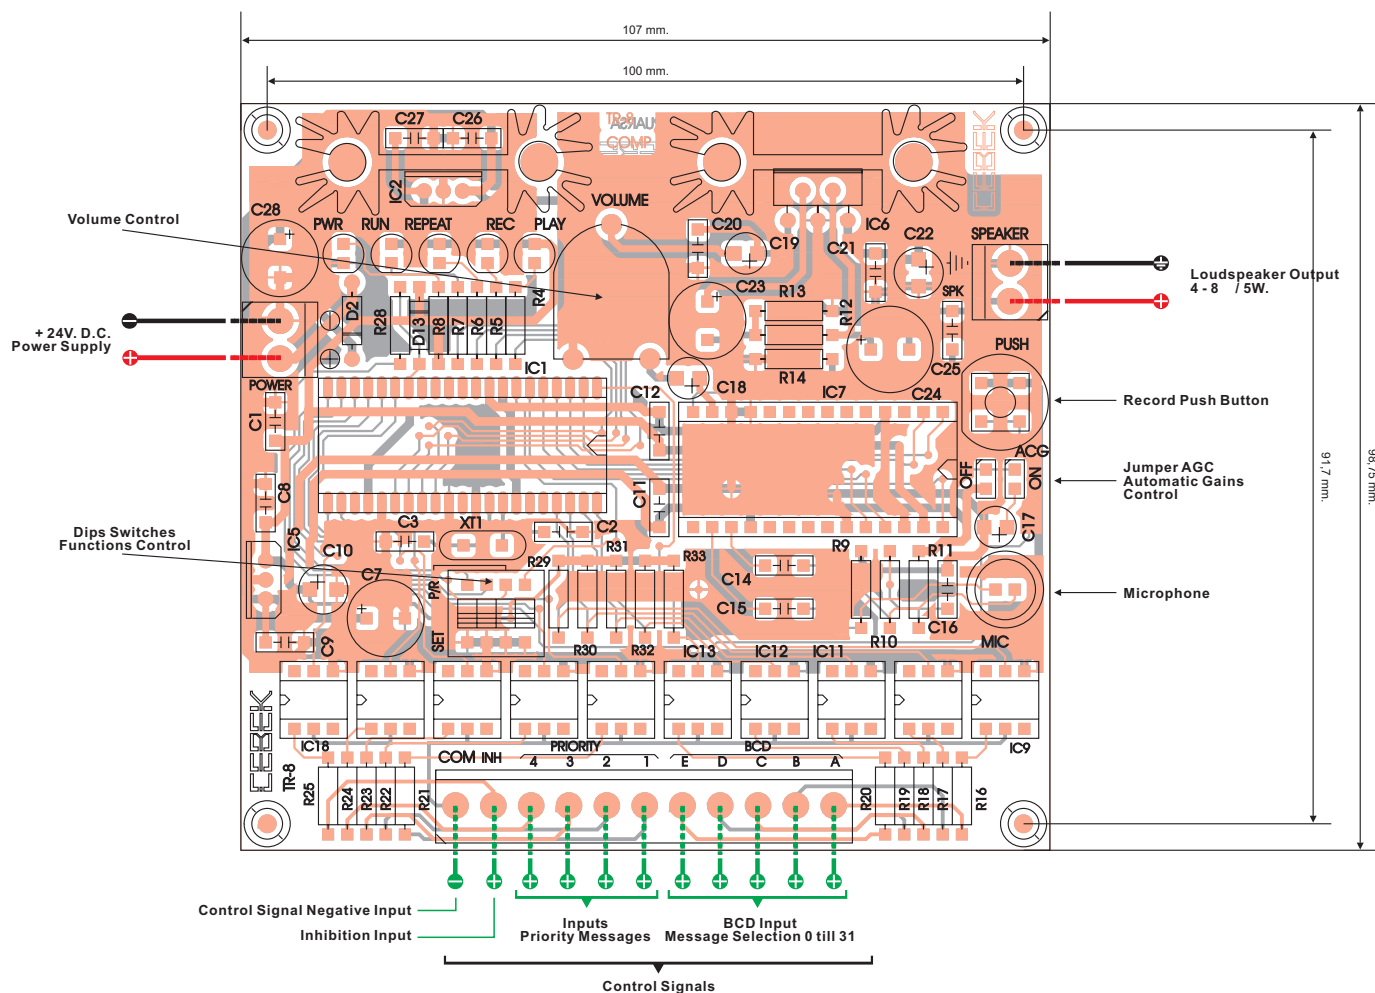 107 mm.
100 mm.
C27
C26
TR-8
COMP
IC2
VOLUME
Volume Control
C28
PWR
RUN
REPEAT
REC
PLAY
C20
C19
IC6
C21
C22
SPEAKER
Loudspeaker Output
4 - 8 / 5W.
+ 24V. D.C.
Power Supply
D2
R28
D13
R8
R7
R6
R5
R4
C23
R13
R12
R14
SPK
C25
PUSH
POWER
IC1
C18
IC7
C24
C1
C12
Record Push Button
ACG
OFF
ON
Jumper AGC
Automatic Gains
Control
91,7 mm.
98,75 mm.
C8
C11
C17
Dips Switches
Functions Control
IC5
C3
XT1
C2
R31
R29
R33
R9
R11
C10
C7
P/R
C14
C15
Microphone
C16
C9
SET
R30
R32
IC13
IC12
IC11
R10
MIC
CEBEK
TR-8
IC18
IC9
COM
INH
PRIORITY
4 3 2 1
BCD
E D C B A
R25
R24
R23
R22
R21
R20
R19
R18
R17
R16
Control Signal Negative Input
Inhibition Input
Inputs
Priority Messages
BCD Input
Message Selection 0 till 31
Control Signals